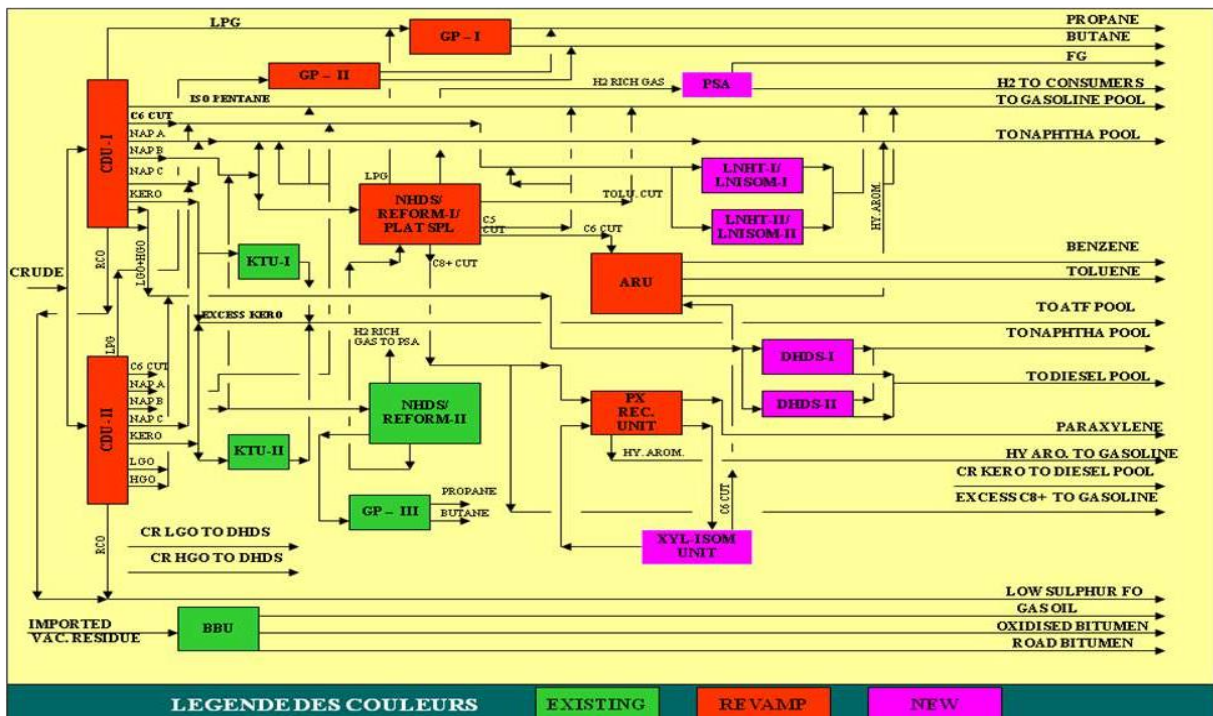 LPG
GP – I
PROPANE
BUTANE
FG
GP – II
H2 RICH GAS
PSA
H2 TO CONSUMERS
ISO PENTANE
TO GASOLINE POOL
C6 CUT
NAP A
TO NAPHTHA POOL
NAP B
NAP C
KERO
CDU-I
LPG
NHDS/
REFORM-I/
PLAT SPL
TOLU. CUT
C5
CUT
C6 CUT
C8+ CUT
LNHT-I/
LNISOM-I
LNHT-II/
LNISOM-II
HY. AROM.
RCO
LGO+HGO
KTU-I
ARU
BENZENE
TOLUENE
CRUDE
EXCESS KERO
TO ATF POOL
H2 RICH
GAS TO PSA
TO NAPHTHA POOL
LPG
DHDS-I
C6 CUT
NAP A
NAP B
NAP C
KERO
LGO
HGO
CDU-II
TO DIESEL POOL
DHDS-II
NHDS/
REFORM-II
PX
REC.
UNIT
PARAXYLENE
KTU-II
HY. AROM.
HY ARO. TO GASOLINE
CR KERO TO DIESEL POOL
C6 CUT
PROPANE
BUTANE
GP – III
EXCESS C8+ TO GASOLINE
RCO
CR LGO TO DHDS
CR HGO TO DHDS
XYL-ISOM
UNIT
LOW SULPHUR FO
GAS OIL
IMPORTED
VAC. RESIDUE
BBU
OXIDISED BITUMEN
ROAD BITUMEN
LEGENDE DES COULEURS
EXISTING
REVAMP
NEW